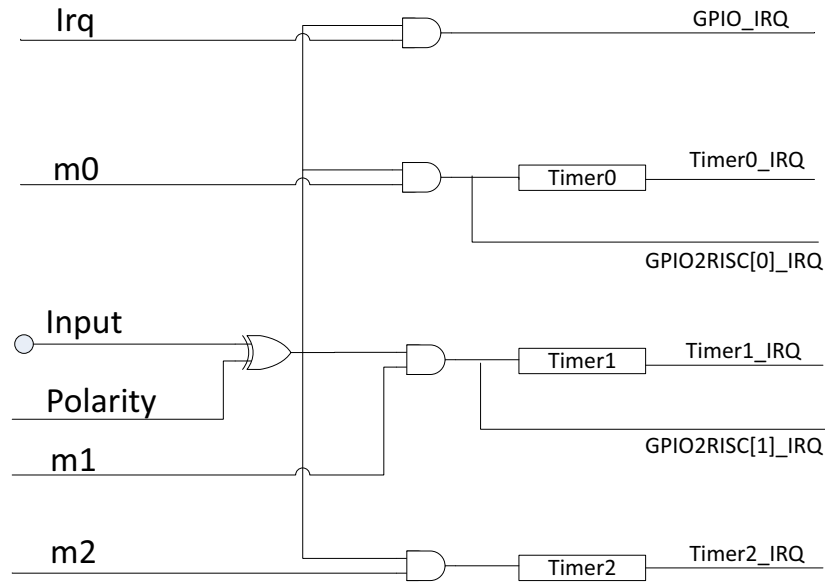 Irq
GPIO_IRQ
m0
Timer0
Timer0_IRQ
GPIO2RISC[0]_IRQ
Input
Timer1
Timer1_IRQ
Polarity
GPIO2RISC[1]_IRQ
m1
m2
Timer2
Timer2_IRQ